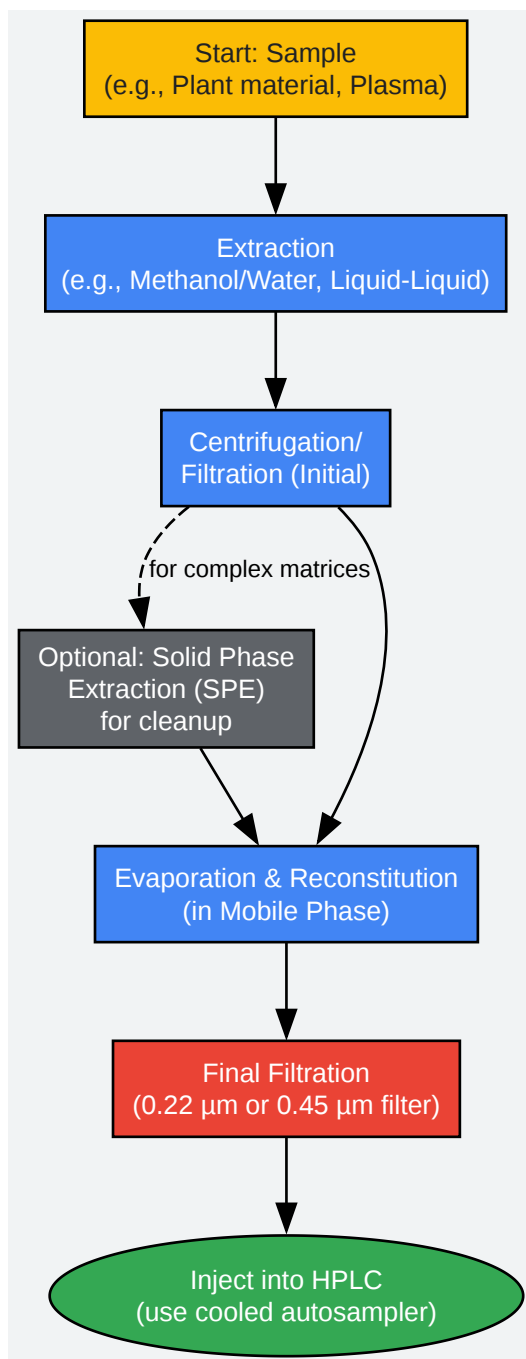 Start: Sample
(e.g., Plant material, Plasma)
Extraction
(e.g., Methanol/Water, Liquid-Liquid)
Centrifugation/
Filtration (Initial)
for complex matrices
Optional: Solid Phase
Extraction (SPE)
for cleanup
Evaporation & Reconstitution
(in Mobile Phase)
Final Filtration
(0.22 µm or 0.45 µm filter)
Inject into HPLC
(use cooled autosampler)